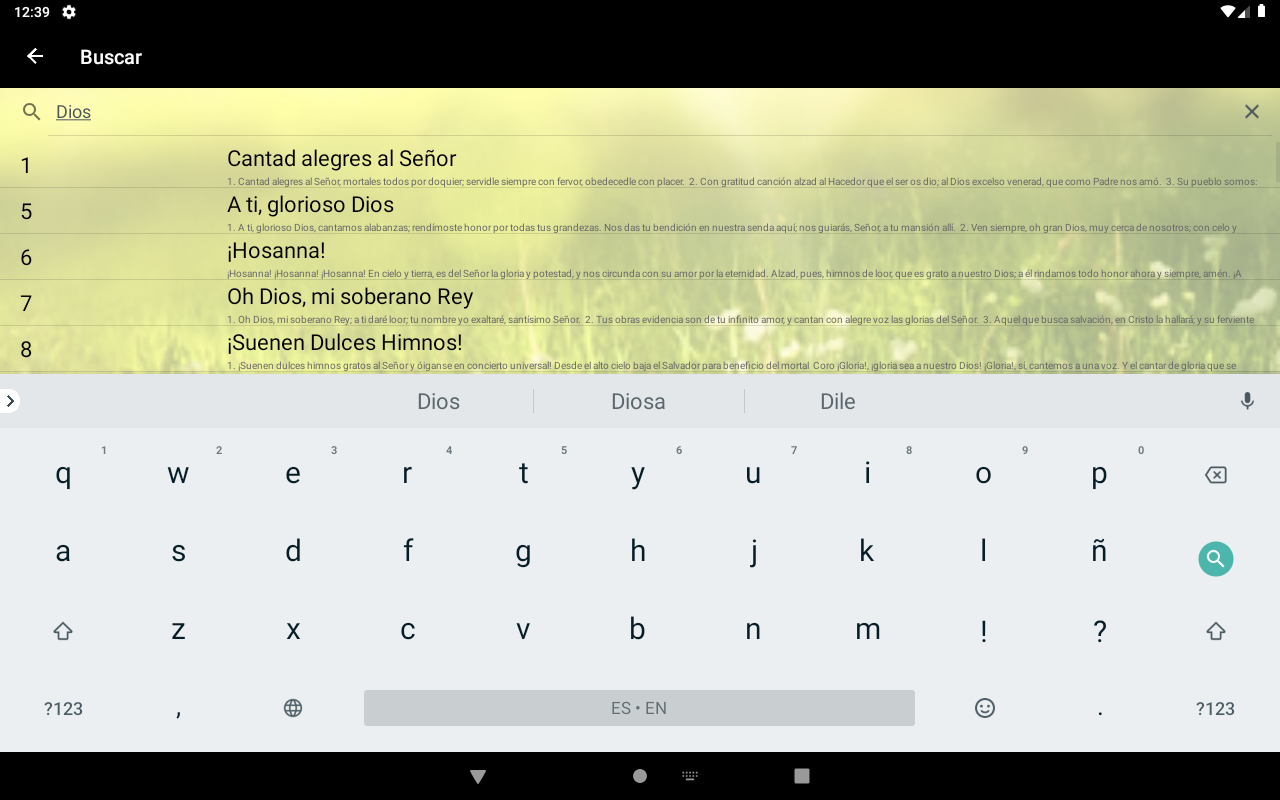 12:39
Buscar
Dios
1
Cantad alegres al Señor
1. Cantad alegres al Señor, mortales todos por doquier; servidle siempre con fervor, obedecedle con placer. 2. Con gratitud canción alzad al Hacedor que el ser os dio; al Dios excelso venerad, que como Padre nos amó. 3. Su pueblo somos:
5
A ti, glorioso Dios
1. A ti, glorioso Dios, cantamos alabanzas; rendímoste honor por todas tus grandezas. Nos das tu bendición en nuestra senda aquí; nos guiarás, Señor, a tu mansión allí. 2. Ven siempre, oh gran Dios, muy cerca de nosotros; con celo y
6
¡Hosanna!
¡Hosanna! ¡Hosanna! ¡Hosanna! En cielo y tierra, es del Señor la gloria y potestad, y nos circunda con su amor por la eternidad. Alzad, pues, himnos de loor, que es grato a nuestro Dios; a él rindamos todo honor ahora y siempre, amén. ¡A
7
Oh Dios, mi soberano Rey
1. Oh Dios, mi soberano Rey; a ti daré loor; tu nombre yo exaltaré, santísimo Señor. 2. Tus obras evidencia son de tu infinito amor, y cantan con alegre voz las glorias del Señor. 3. Aquel que busca salvación, en Cristo la hallará; y su ferviente
8
¡Suenen Dulces Himnos!
1. ¡Suenen dulces himnos gratos al Señor y óiganse en concierto universal! Desde el alto cielo baja el Salvador para beneficio del mortal Coro ¡Gloria!, ¡gloria sea a nuestro Dios! ¡Gloria!, sí, cantemos a una voz. Y el cantar de gloria que se
Dios Diosa Dile
1 2 3 4 5 6 7 8 9 0
q w e r t y u i o p
a s d f g h j k l ñ
z x c v b n m ! ?
?123 , ES • EN . ?123